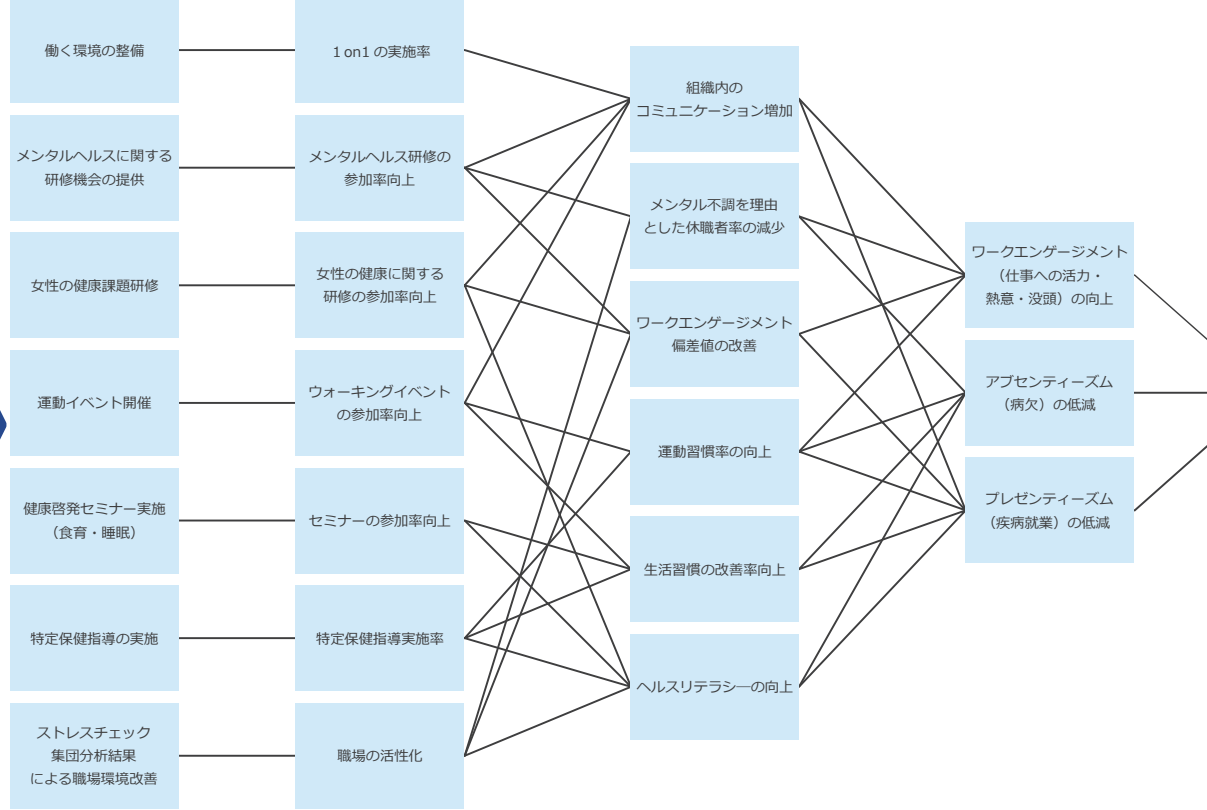 働く環境の整備
メンタルヘルスに関する
研修機会の提供
女性の健康課題研修
運動イベント開催
健康啓発セミナー実施
（食育・睡眠）
特定保健指導の実施
ストレスチェック
集団分析結果
による職場環境改善
1 on1 の実施率
メンタルヘルス研修の
参加率向上
女性の健康に関する
研修の参加率向上
ウォーキングイベント
の参加率向上
セミナーの参加率向上
特定保健指導実施率
職場の活性化
組織内の
コミュニケーション増加
メンタル不調を理由
とした休職者率の減少
ワークエンゲージメント
偏差値の改善
運動習慣率の向上
生活習慣の改善率向上
ヘルスリテラシ―の向上
ワークエンゲージメント
（仕事への活力・
熱意・没頭）の向上
アブセンティーズム
（病欠）の低減
プレゼンティーズム
（疾病就業）の低減